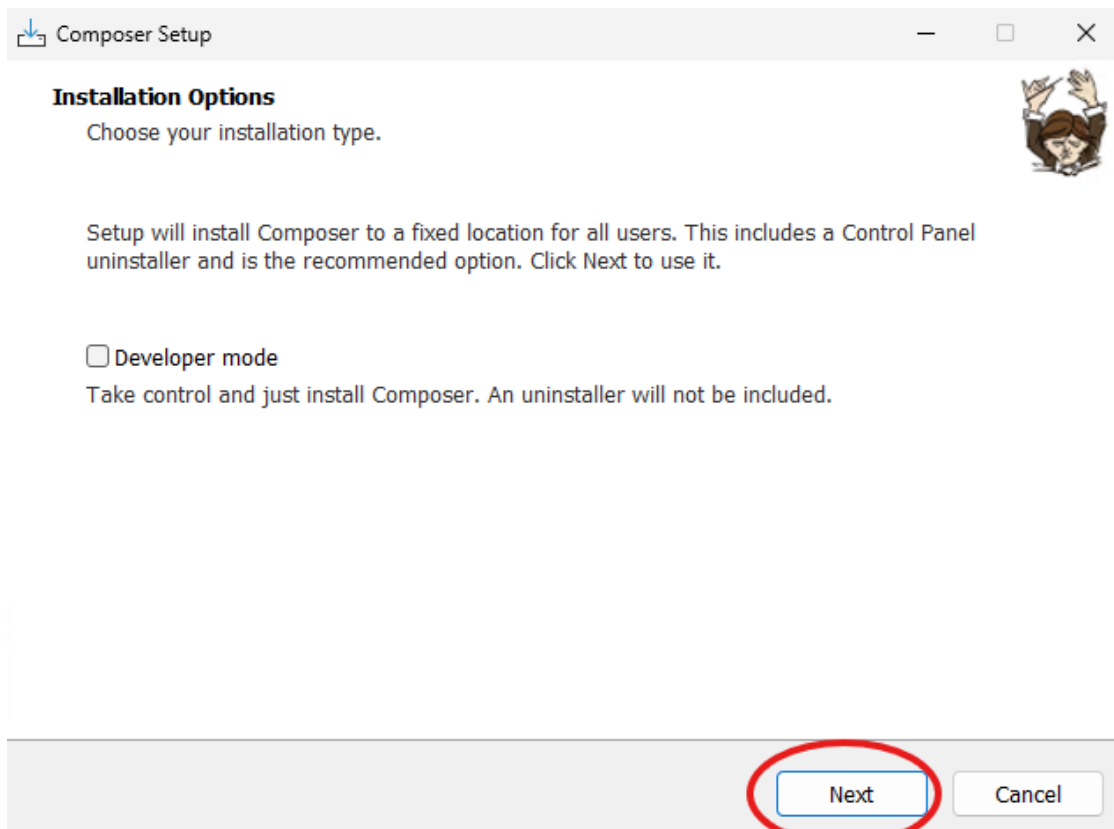 Composer Setup
Installation Options
Choose your installation type.
Setup will install Composer to a fixed location for all users. This includes a Control Panel
uninstaller and is the recommended option. Click Next to use it.
Developer mode
Take control and just install Composer. An uninstaller will not be included.
Next
Cancel